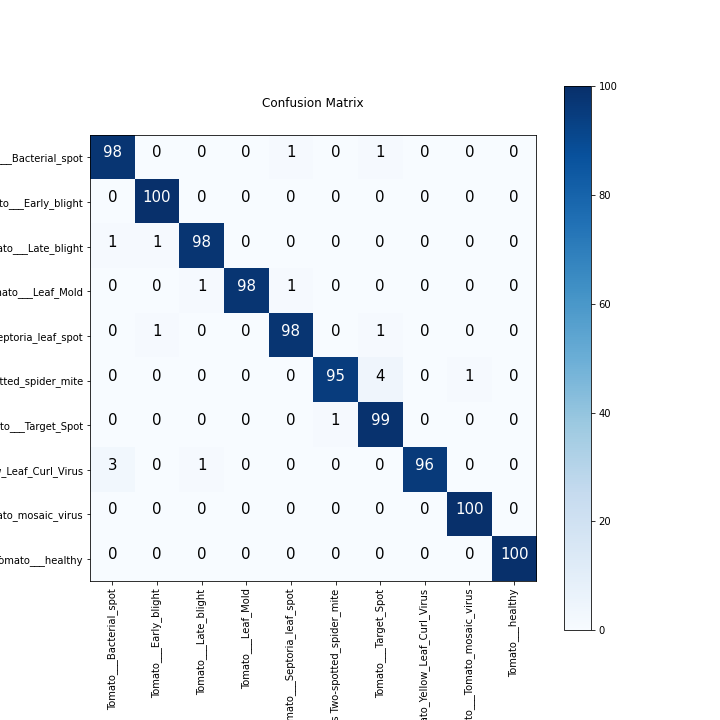 Confusion Matrix
100
__Bacterial_spot 98 0 0 0 1 0 1 0 0 0
to___Early_blight 0 100 0 0 0 0 0 0 0 0
80
ato___Late_blight 1 1 98 0 0 0 0 0 0 0
mato___Leaf_Mold 0 0 1 98 1 0 0 0 0 0
60
eptoria_leaf_spot 0 1 0 0 98 0 1 0 0 0
tted_spider_mite 0 0 0 0 0 95 4 0 1 0
40
to___Target_Spot 0 0 0 0 0 1 99 0 0 0
_Leaf_Curl_Virus 3 0 1 0 0 0 0 96 0 0
20
ato_mosaic_virus 0 0 0 0 0 0 0 0 100 0
omato___healthy 0 0 0 0 0 0 0 0 0 100
0
Tomato___Bacterial_spot
Tomato___Early_blight
Tomato___Late_blight
Tomato___Leaf_Mold
mato___Septoria_leaf_spot
s Two-spotted_spider_mite
Tomato___Target_Spot
ato_Yellow_Leaf_Curl_Virus
to___Tomato_mosaic_virus
Tomato___healthy